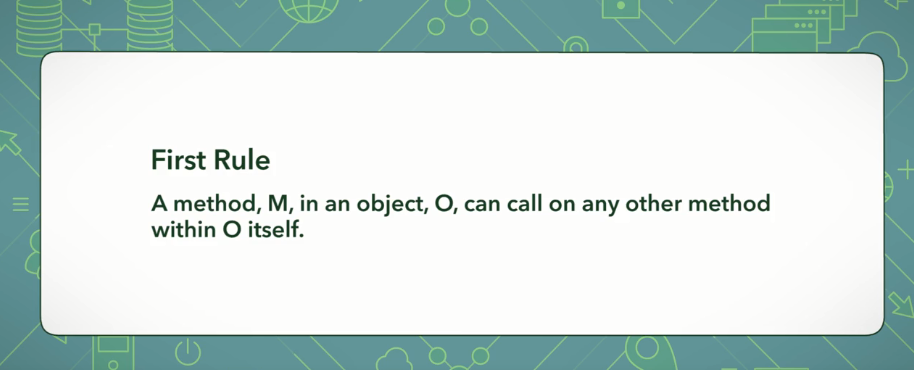 First Rule
A method, M, in an object, O, can call on any other method
within O itself.